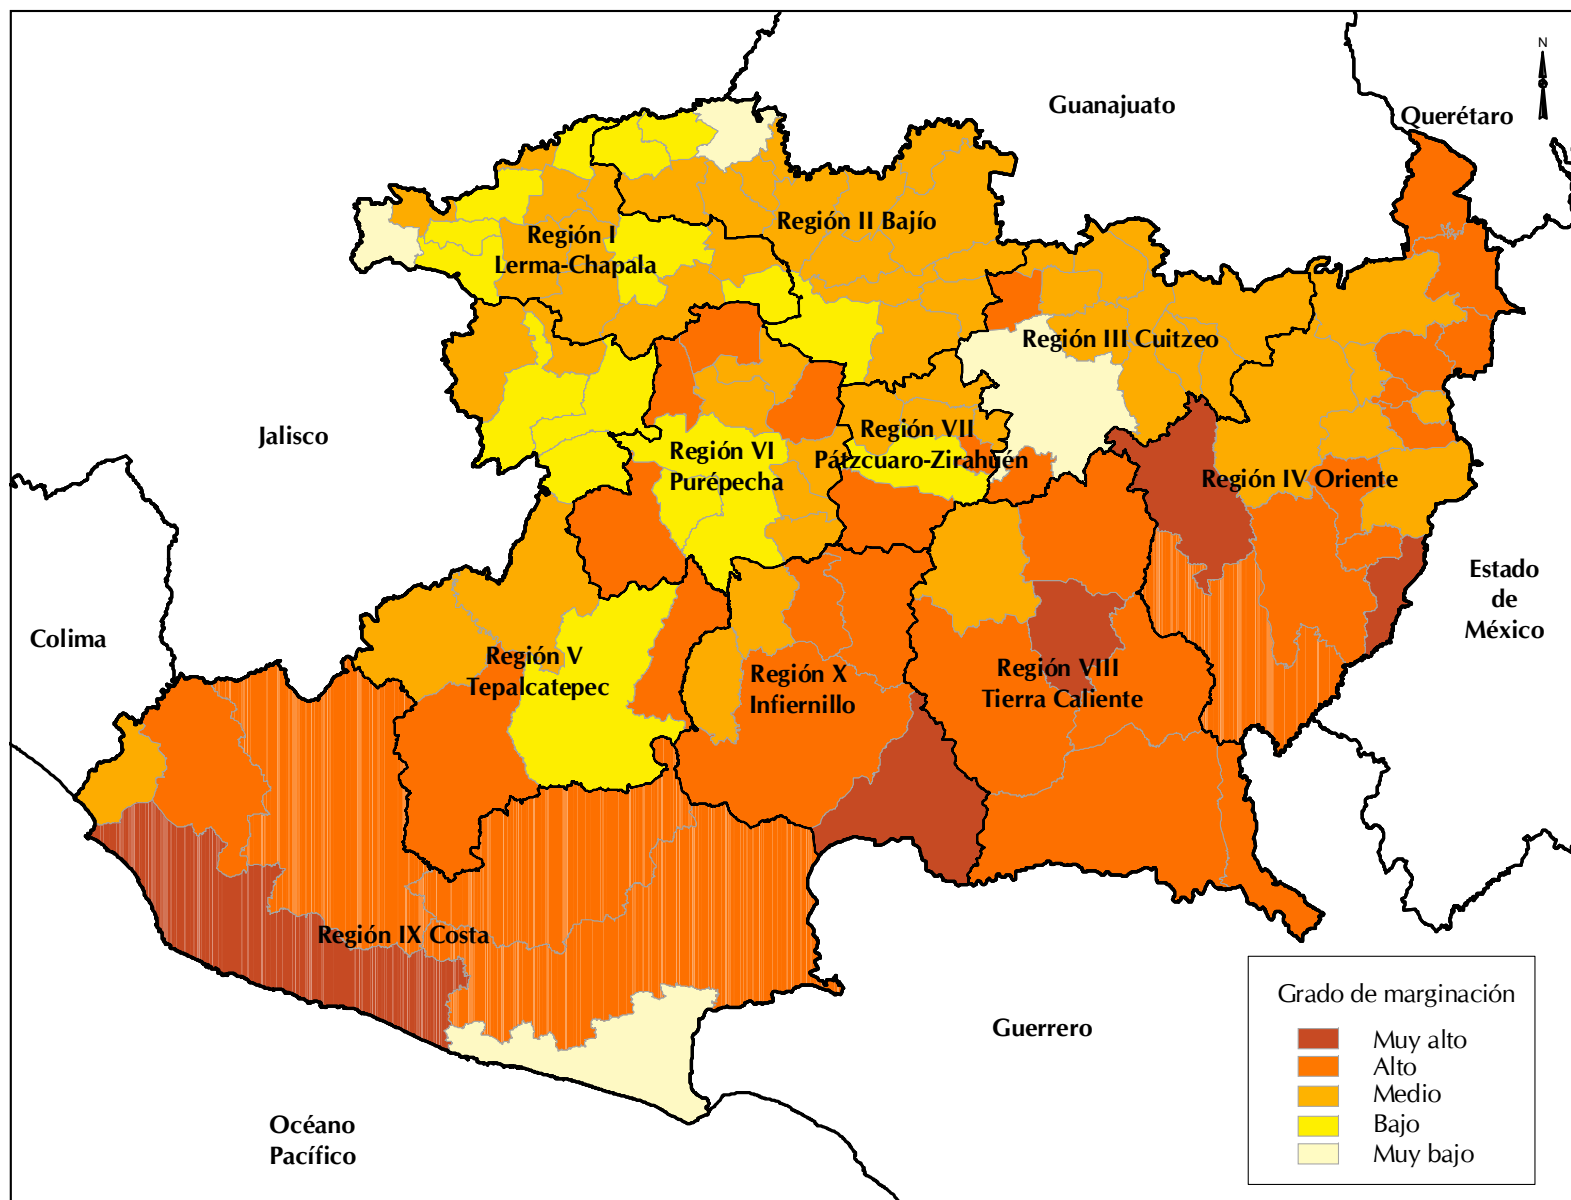 N
Guanajuato
Querétaro
Región II Bajío
Región I
Lerma-Chapala
Región III Cuitzeo
Jalisco
Región VII
Pátzcuaro-Zirahuén
Región VI
Purépecha
Región IV Oriente
Estado
de
México
Colima
Región V
Tepalcatepec
Región X
Infiernillo
Región VIII
Tierra Caliente
Región IX Costa
Guerrero
Océano
Pacífico
Grado de marginación
Muy alto
Alto
Medio
Bajo
Muy bajo